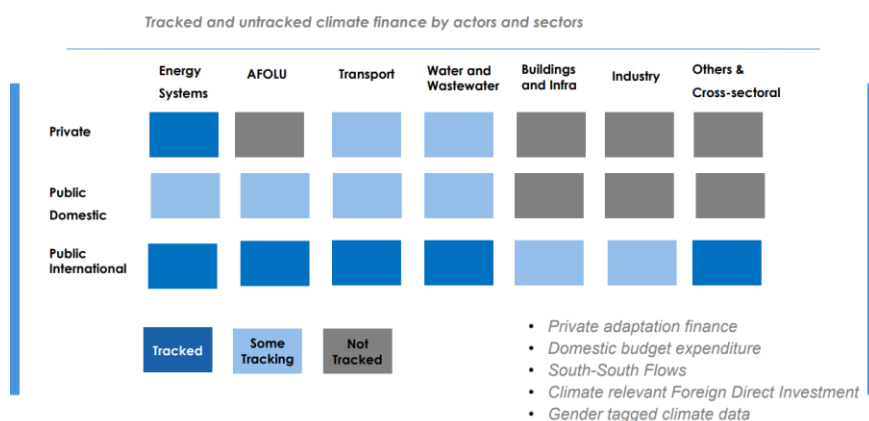 Tracked and untracked climate finance by actors and sectors
Energy
Systems
AFOLU
Transport
Water and
Wastewater
Buildings
and Infra
Industry
Others &
Cross-sectoral
Private
Public
Domestic
Public
International
Tracked
Some
Tracking
Not
Tracked
• Private adaptation finance
• Domestic budget expenditure
• South-South Flows
• Climate relevant Foreign Direct Investment
• Gender tagged climate data